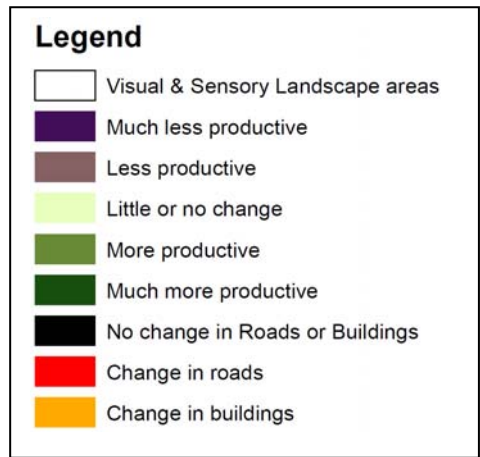 Legend
Visual & Sensory Landscape areas
Much less productive
Less productive
Little or no change
More productive
Much more productive
No change in Roads or Buildings
Change in roads
Change in buildings